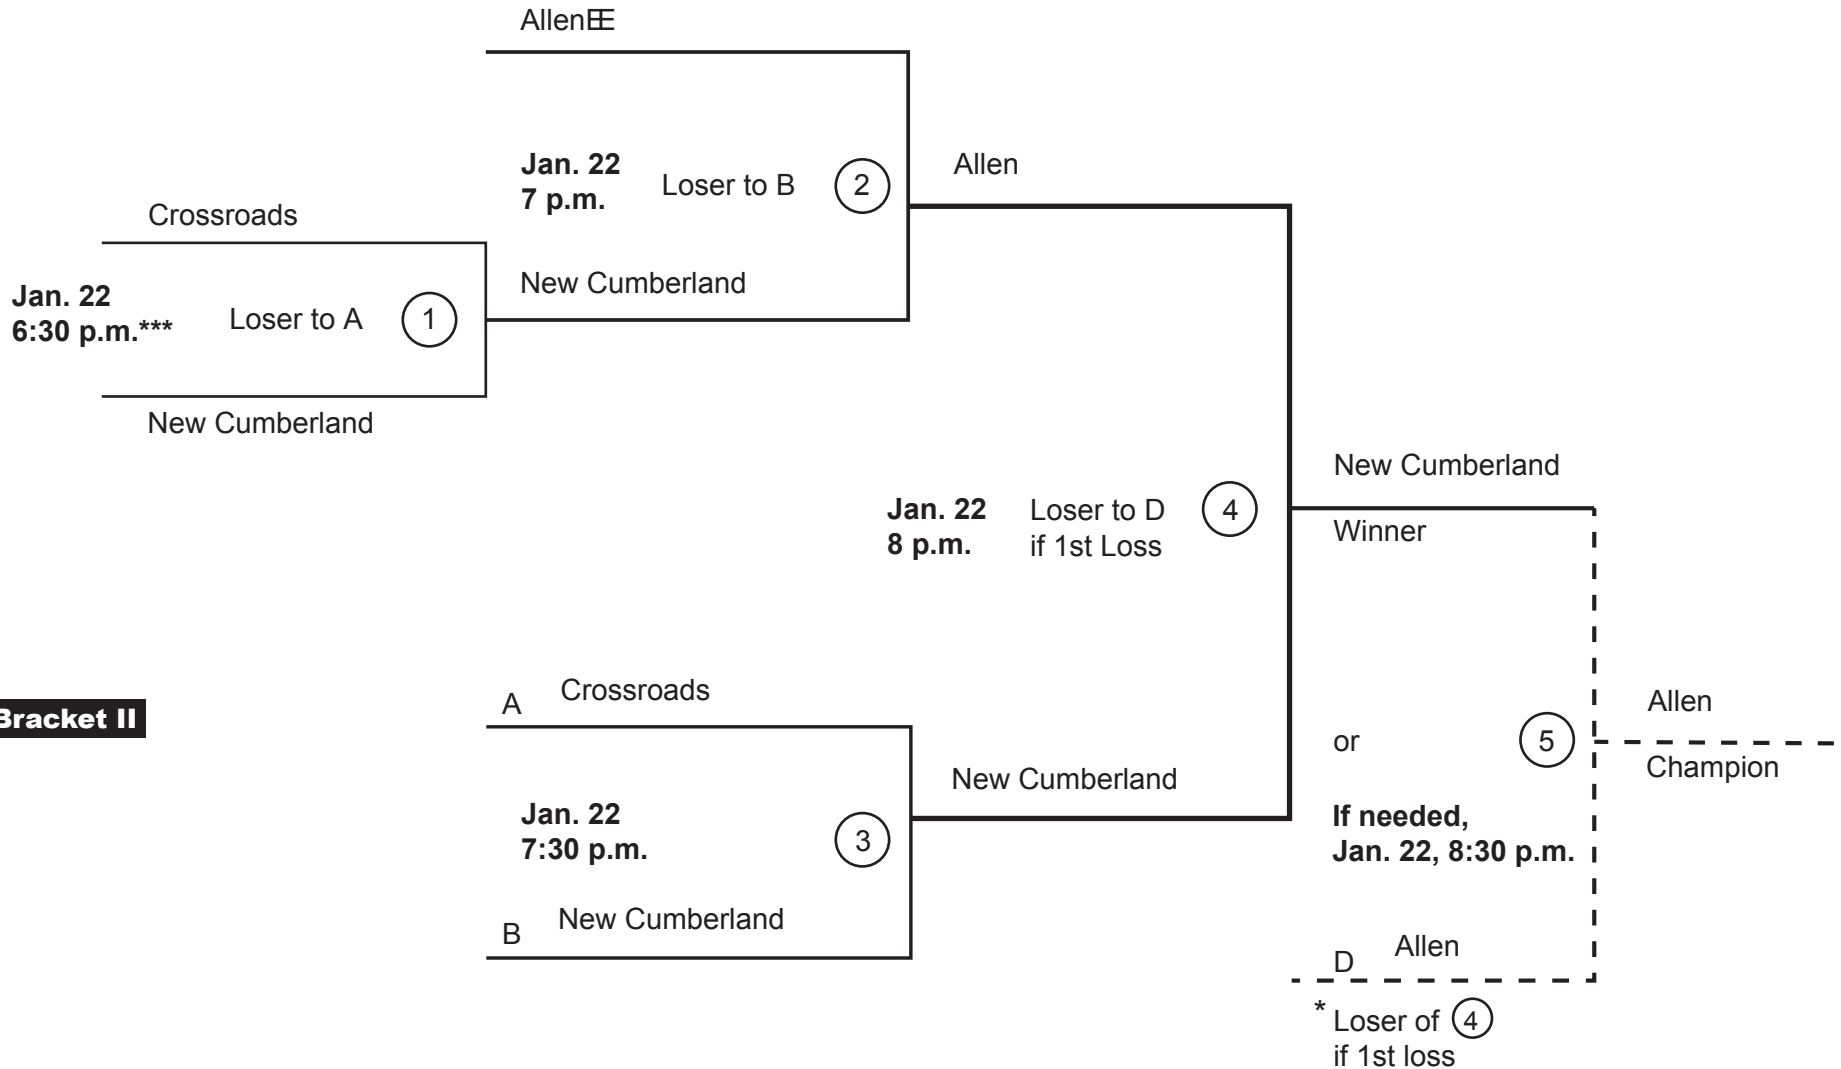 AllenÆ
Jan. 22
7 p.m.
Loser to B
2
Allen
Crossroads
New Cumberland
Jan. 22
6:30 p.m.***
Loser to A
1
New Cumberland
New Cumberland
Winner
Jan. 22
8 p.m.
Loser to D
if 1st Loss
4
A
Crossroads
Bracket II
Jan. 22
7:30 p.m.
3
New Cumberland
B
New Cumberland
or
5
If needed,
Jan. 22, 8:30 p.m.
Allen
Champion
D
Allen
* Loser of 4
if 1st loss